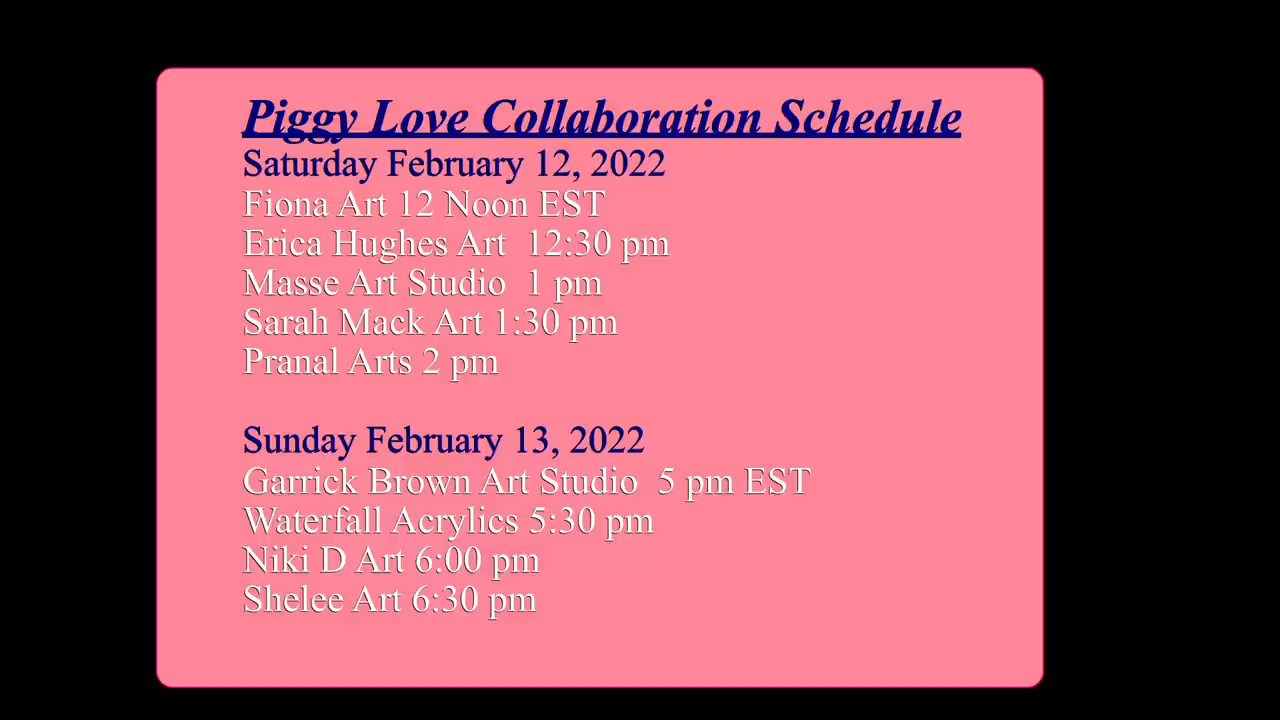 Piggy Love Collaboration Schedule
Saturday February 12, 2022
Fiona Art 12 Noon EST
Erica Hughes Art  12:30 pm
Masse Art Studio  1 pm
Sarah Mack Art 1:30 pm
Pranal Arts 2 pm
Sunday February 13, 2022
Garrick Brown Art Studio  5 pm EST
Waterfall Acrylics 5:30 pm
Niki D Art 6:00 pm
Shelee Art 6:30 pm